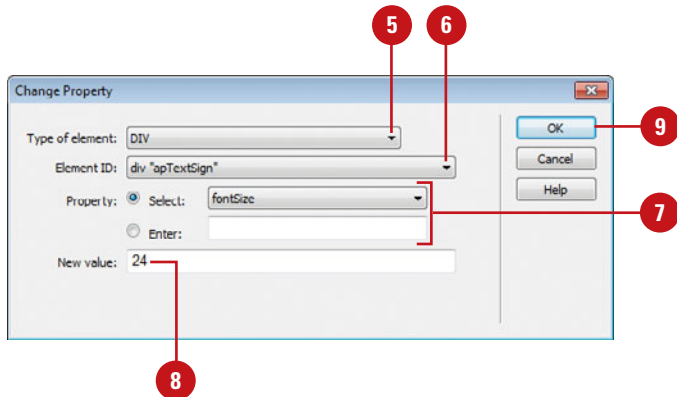 5 6
Change Property
Type of element: DIV OK 9
Element ID: div "apTextSign" Cancel
Property: Select: fontSize Help
7
Enter:
New value: 24
8